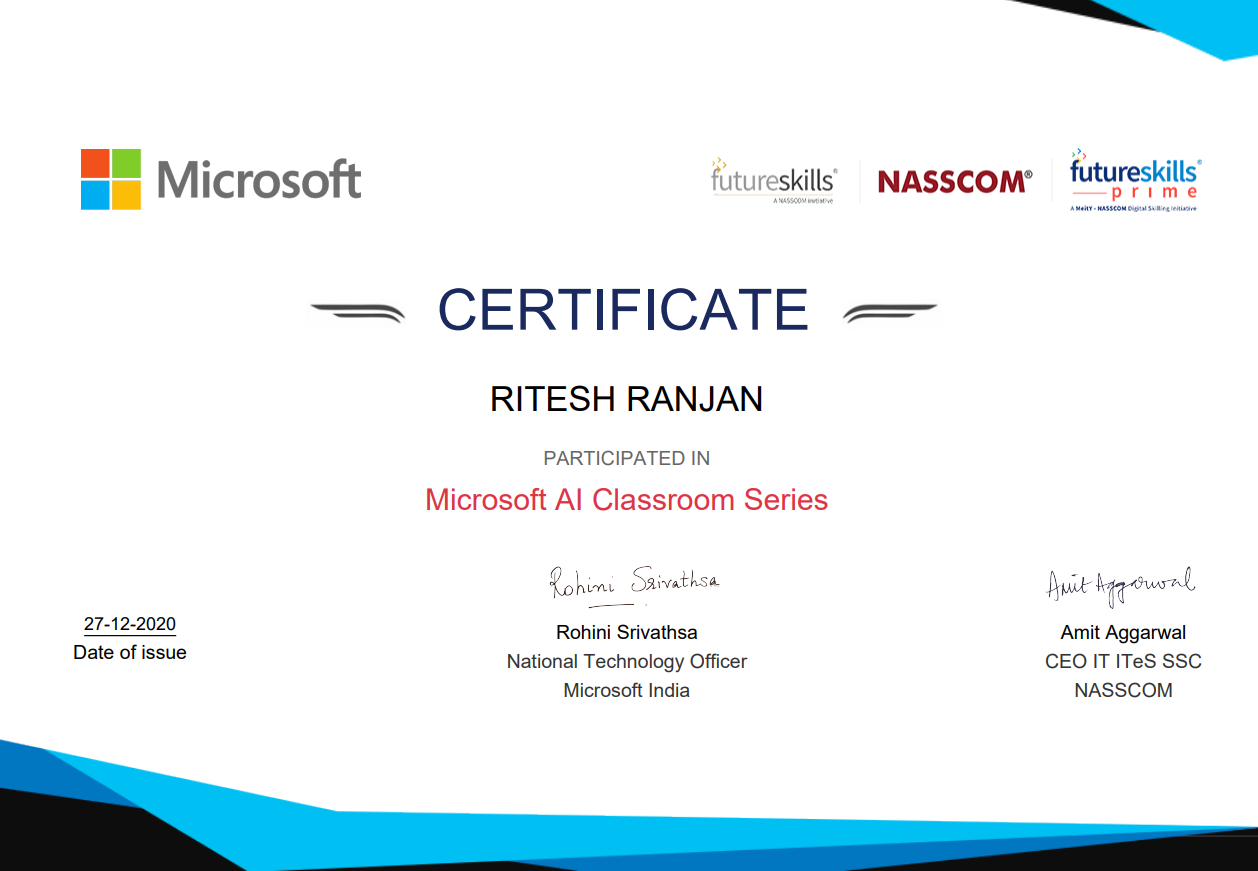 Microsoft
futureskills®
A NASSCOM Initiative
NASSCOM®
futureskills®
prime
A MeitY - NASSCOM Digital Skilling Initiative
CERTIFICATE
RITESH RANJAN
PARTICIPATED IN
Microsoft AI Classroom Series
Rohini Srivathsa
Amit Aggarwal
27-12-2020
Date of issue
Rohini Srivathsa
National Technology Officer
Microsoft India
Amit Aggarwal
CEO IT ITeS SSC
NASSCOM